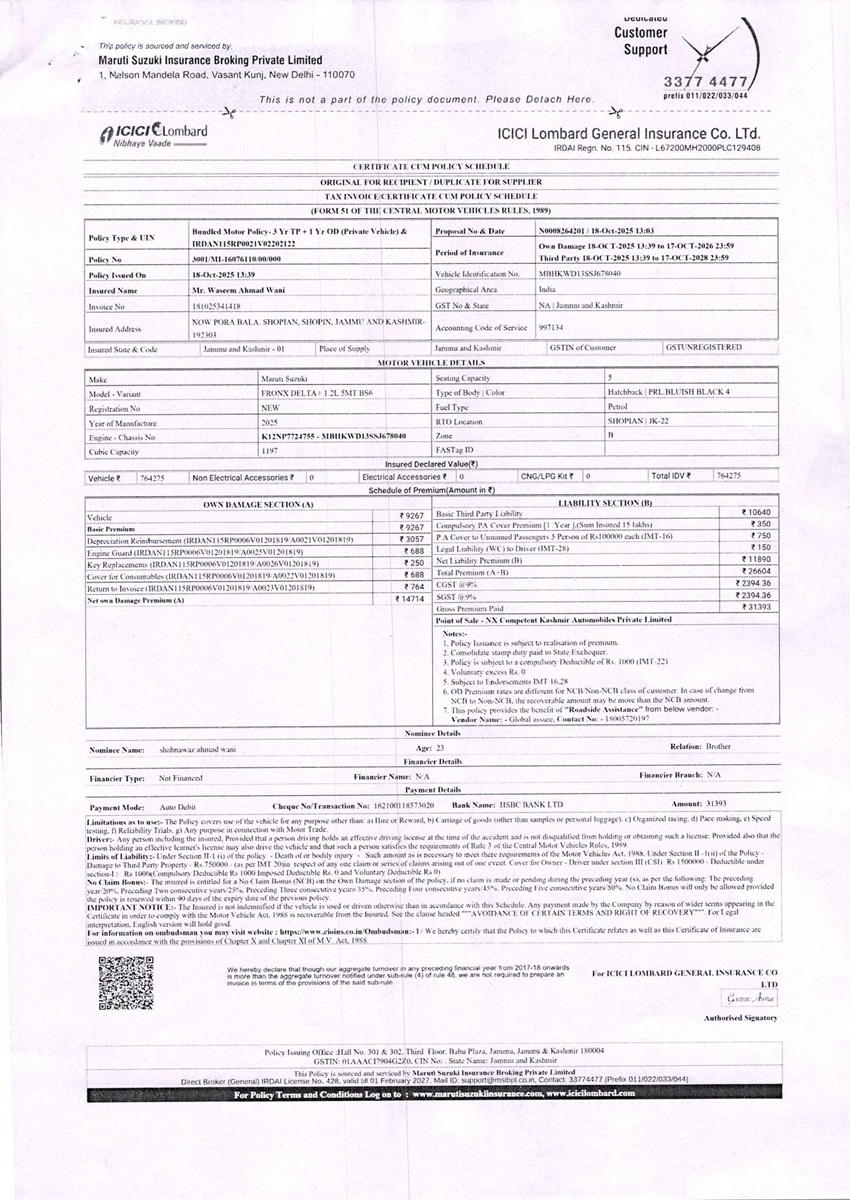 INSURANCE BROKING
This policy is sourced and serviced by:
Maruti Suzuki Insurance Broking Private Limited
1, Nelson Mandela Road, Vasant Kunj, New Delhi - 110070
Dedicated
Customer
Support
3377 4477
prefix 011/022/033/044
This is not a part of the policy document. Please Detach Here.
ICICI Lombard
Nibhaye Vaade
ICICI Lombard General Insurance Co. Ltd.
IRDAI Regn. No. 115. CIN - L67200MH2000PLC129408
CERTIFICATE CUM POLICY SCHEDULE
ORIGINAL FOR RECIPIENT / DUPLICATE FOR SUPPLIER
TAX INVOICE/CERTIFICATE CUM POLICY SCHEDULE
(FORM 51 OF THE CENTRAL MOTOR VEHICLES RULES, 1989)
Policy Type & UIN Bundled Motor Policy- 3 Yr TP + 1 Yr OD (Private Vehicle) & IRDAN115RP0021V02202122
Proposal No & Date N0008264201 / 18-Oct-2025 13:03
Period of Insurance Own Damage 18-OCT-2025 13:39 to 17-OCT-2026 23:59
Third Party 18-OCT-2025 13:39 to 17-OCT-2028 23:59
Policy No 3001/MI-16076110/00/000
Policy Issued On 18-Oct-2025 13:39 Vehicle Identification No. MBHKWD13SSJ678040
Insured Name Mr. Waseem Ahmad Wani Geographical Area India
Invoice No 181025341418 GST No & State NA | Jammu and Kashmir
Insured Address NOW PORA BALA, SHOPIAN, SHOPIN, JAMMU AND KASHMIR-192303 Accounting Code of Service 997134
Insured State & Code Jammu and Kashmir - 01 Place of Supply Jammu and Kashmir GSTIN of Customer GSTUNREGISTERED
MOTOR VEHICLE DETAILS
Make Maruti Suzuki Seating Capacity 5
Model - Variant FRONX DELTA+ 1.2L 5MT BS6 Type of Body | Color Hatchback | PRL.BLUISH BLACK 4
Registration No NEW Fuel Type Petrol
Year of Manufacture 2025 RTO Location SHOPIAN | JK-22
Engine - Chassis No K12NP7724755 - MBHKWD13SSJ678040 Zone B
Cubic Capacity 1197 FASTag ID
Insured Declared Value(₹)
Vehicle ₹ 764275 Non Electrical Accessories ₹ 0 Electrical Accessories ₹ 0 CNG/LPG Kit ₹ 0 Total IDV ₹ 764275
Schedule of Premium(Amount in ₹)
OWN DAMAGE SECTION (A)
Vehicle ₹ 9267
Basic Premium ₹ 9267
Depreciation Reimbursement (IRDAN115RP0006V01201819/A0021V01201819) ₹ 3057
Engine Guard (IRDAN115RP0006V01201819/A0025V01201819) ₹ 688
Key Replacements (IRDAN115RP0006V01201819/A0026V01201819) ₹ 250
Cover for Consumables (IRDAN115RP0006V01201819/A0022V01201819) ₹ 688
Return to Invoice (IRDAN115RP0006V01201819/A0023V01201819) ₹ 764
Net own Damage Premium (A) ₹ 14714
LIABILITY SECTION (B)
Basic Third Party Liability ₹ 10640
Compulsory PA Cover Premium [1 Year ],(Sum Insured 15 lakhs) ₹ 350
P.A Cover to Unnamed Passengers 5 Person of Rs100000 each (IMT-16) ₹ 750
Legal Liability (WC) to Driver (IMT-28) ₹ 150
Net Liability Premium (B) ₹ 11890
Total Premium (A+B) ₹ 26604
CGST @9% ₹ 2394.36
SGST @9% ₹ 2394.36
Gross Premium Paid ₹ 31393
Point of Sale - NX Competent Kashmir Automobiles Private Limited
Notes:-
1. Policy Issuance is subject to realisation of premium.
2. Consolidate stamp duty paid to State Exchequer.
3. Policy is subject to a compulsory Deductible of Rs. 1000 (IMT-22)
4. Voluntary excess Rs. 0
5. Subject to Endorsements IMT 16,28
6. OD Premium rates are different for NCB/Non-NCB class of customer. In case of change from
NCB to Non-NCB, the recoverable amount may be more than the NCB amount.
7. This policy provides the benefit of "Roadside Assistance" from below vendor: -
Vendor Name: - Global assure, Contact No: - 18005720197
Nominee Details
Nominee Name: shahnawaz ahmad wani Age: 23 Relation: Brother
Financier Details
Financier Type: Not Financed Financier Name: N/A Financier Branch: N/A
Payment Details
Payment Mode: Auto Debit Cheque No/Transaction No: 162100118573020 Bank Name: HSBC BANK LTD Amount: 31393
Limitations as to use:- The Policy covers use of the vehicle for any purpose other than: a) Hire or Reward, b) Carriage of goods (other than samples or personal luggage), c) Organized racing, d) Pace making, e) Speed
testing, f) Reliability Trials, g) Any purpose in connection with Motor Trade.
Driver:- Any person including the insured, Provided that a person driving holds an effective driving license at the time of the accident and is not disqualified from holding or obtaining such a license. Provided also that the
person holding an effective learner's license may also drive the vehicle and that such a person satisfies the requirements of Rule 3 of the Central Motor Vehicles Rules, 1989.
Limits of Liability:- Under Section II-1 (i) of the policy - Death of or bodily injury - Such amount as is necessary to meet the requirements of the Motor Vehicles Act, 1988. Under Section II -1(ii) of the Policy -
Damage to Third Party Property - Rs.750000 - (as per IMT 20)in respect of any one claim or series of claims arising out of one event. Cover for Owner - Driver under section III (CSI) Rs 1500000 - Deductible under
section-I : Rs 1000(Compulsory Deductible Rs 1000 Imposed Deductible Rs. 0 and Voluntary Deductible Rs 0)
No Claim Bonus:- The insured is entitled for a No Claim Bonus (NCB) on the Own Damage section of the policy, if no claim is made or pending during the preceding year (s), as per the following: The preceding
year/20%, Preceding Two consecutive years/25%, Preceding Three consecutive years/35%, Preceding Four consecutive years/45%, Preceding Five consecutive years/50%. No Claim Bonus will only be allowed provided
the policy is renewed within 90 days of the expiry date of the previous policy.
IMPORTANT NOTICE:- The Insured is not indemnified if the vehicle is used or driven otherwise than in accordance with this Schedule. Any payment made by the Company by reason of wider terms appearing in the
Certificate in order to comply with the Motor Vehicle Act, 1988 is recoverable from the Insured. See the clause headed """AVOIDANCE OF CERTAIN TERMS AND RIGHT OF RECOVERY""". For Legal
interpretation, English version will hold good.
For information on ombudsman you may visit website : https://www.cioins.co.in/Ombudsman:- I / We hereby certify that the Policy to which this Certificate relates as well as this Certificate of Insurance are
issued in accordance with the provisions of Chapter X and Chapter XI of M.V. Act, 1988.
We hereby declare that though our aggregate turnover in any preceding financial year from 2017-18 onwards
is more than the aggregate turnover notified under sub-rule (4) of rule 48, we are not required to prepare an
invoice in terms of the provisions of the said sub-rule.
For ICICI LOMBARD GENERAL INSURANCE CO
LTD
Authorised Signatory
Policy Issuing Office :Hall No. 301 & 302, Third Floor, Bahu Plaza, Jammu, Jammu & Kashmir 180004
GSTIN: 01AAACI7904G2Z0, CIN No: . State Name: Jammu and Kashmir
This Policy is sourced and serviced by Maruti Suzuki Insurance Broking Private Limited
Direct Broker (General) IRDAI License No. 428, valid till 01 February 2027, Mail ID: support@msibpl.co.in, Contact: 33774477 (Prefix 011/022/033/044)
For Policy Terms and Conditions Log on to : www.marutisuzukiinsurance.com, www.icicilombard.com